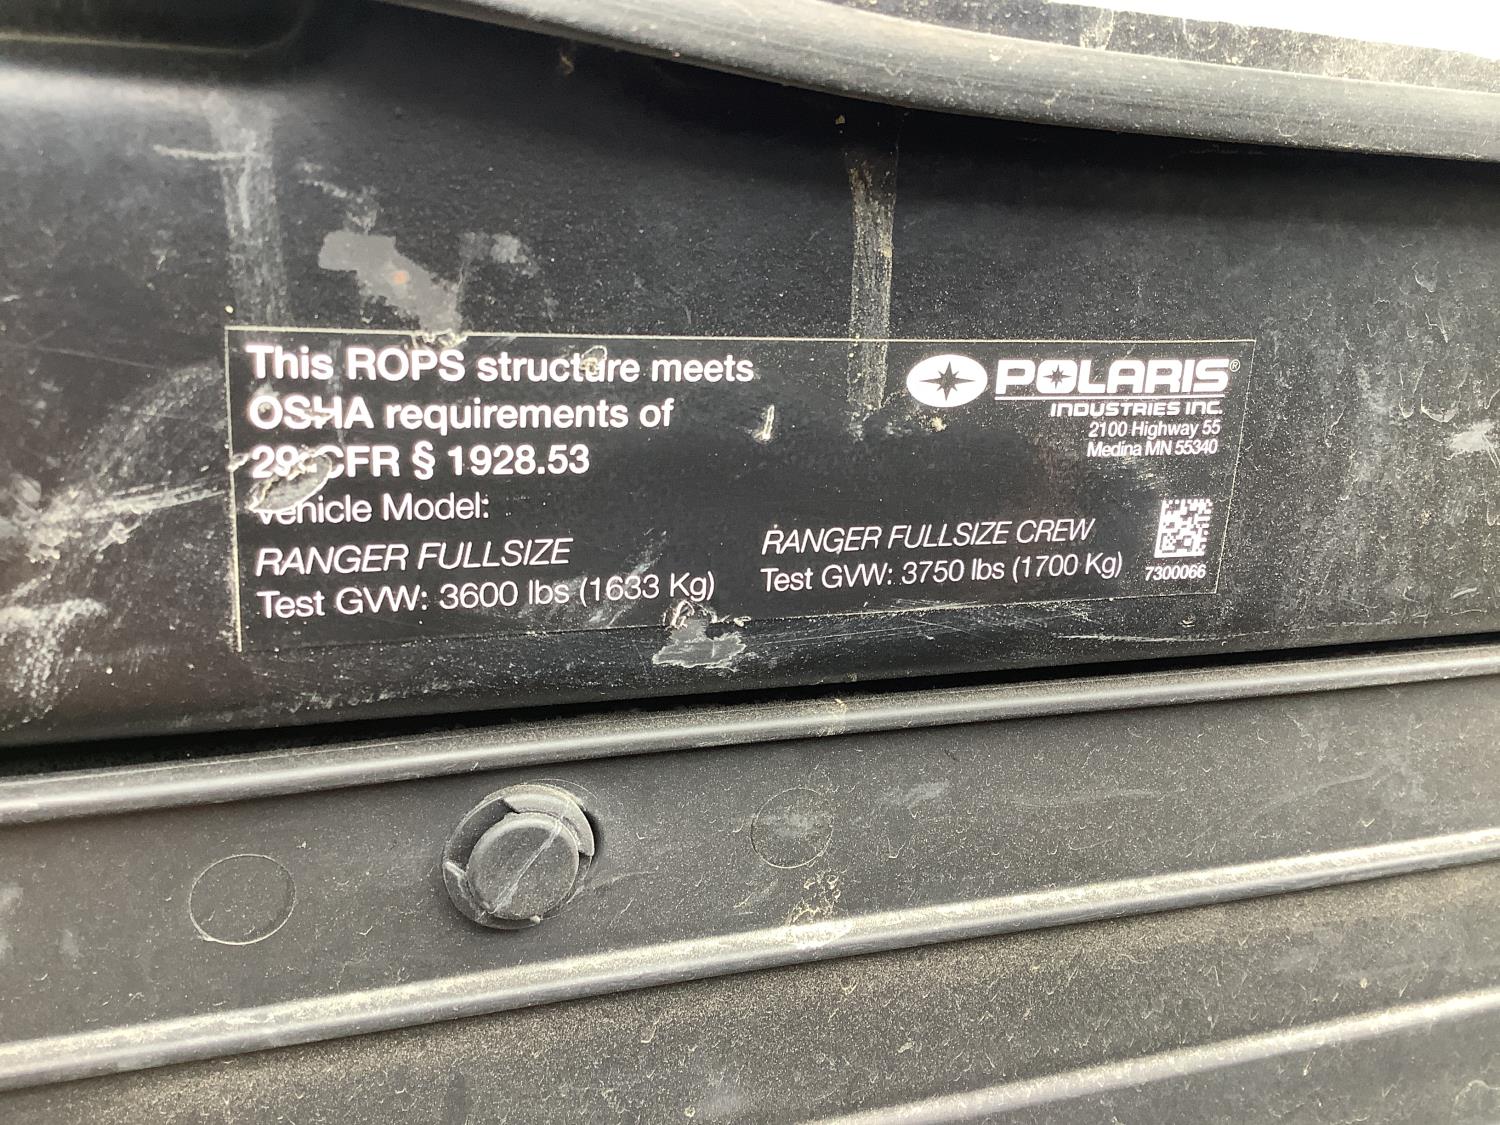 This ROPS structure meets
OSHA requirements of
29 CFR § 1928.53
Vehicle Model:
RANGER FULLSIZE
Test GVW: 3600 lbs (1633 Kg)
RANGER FULLSIZE CREW
Test GVW: 3750 lbs (1700 Kg)
POLARIS®
INDUSTRIES INC.
2100 Highway 55
Medina MN 55340
7300066